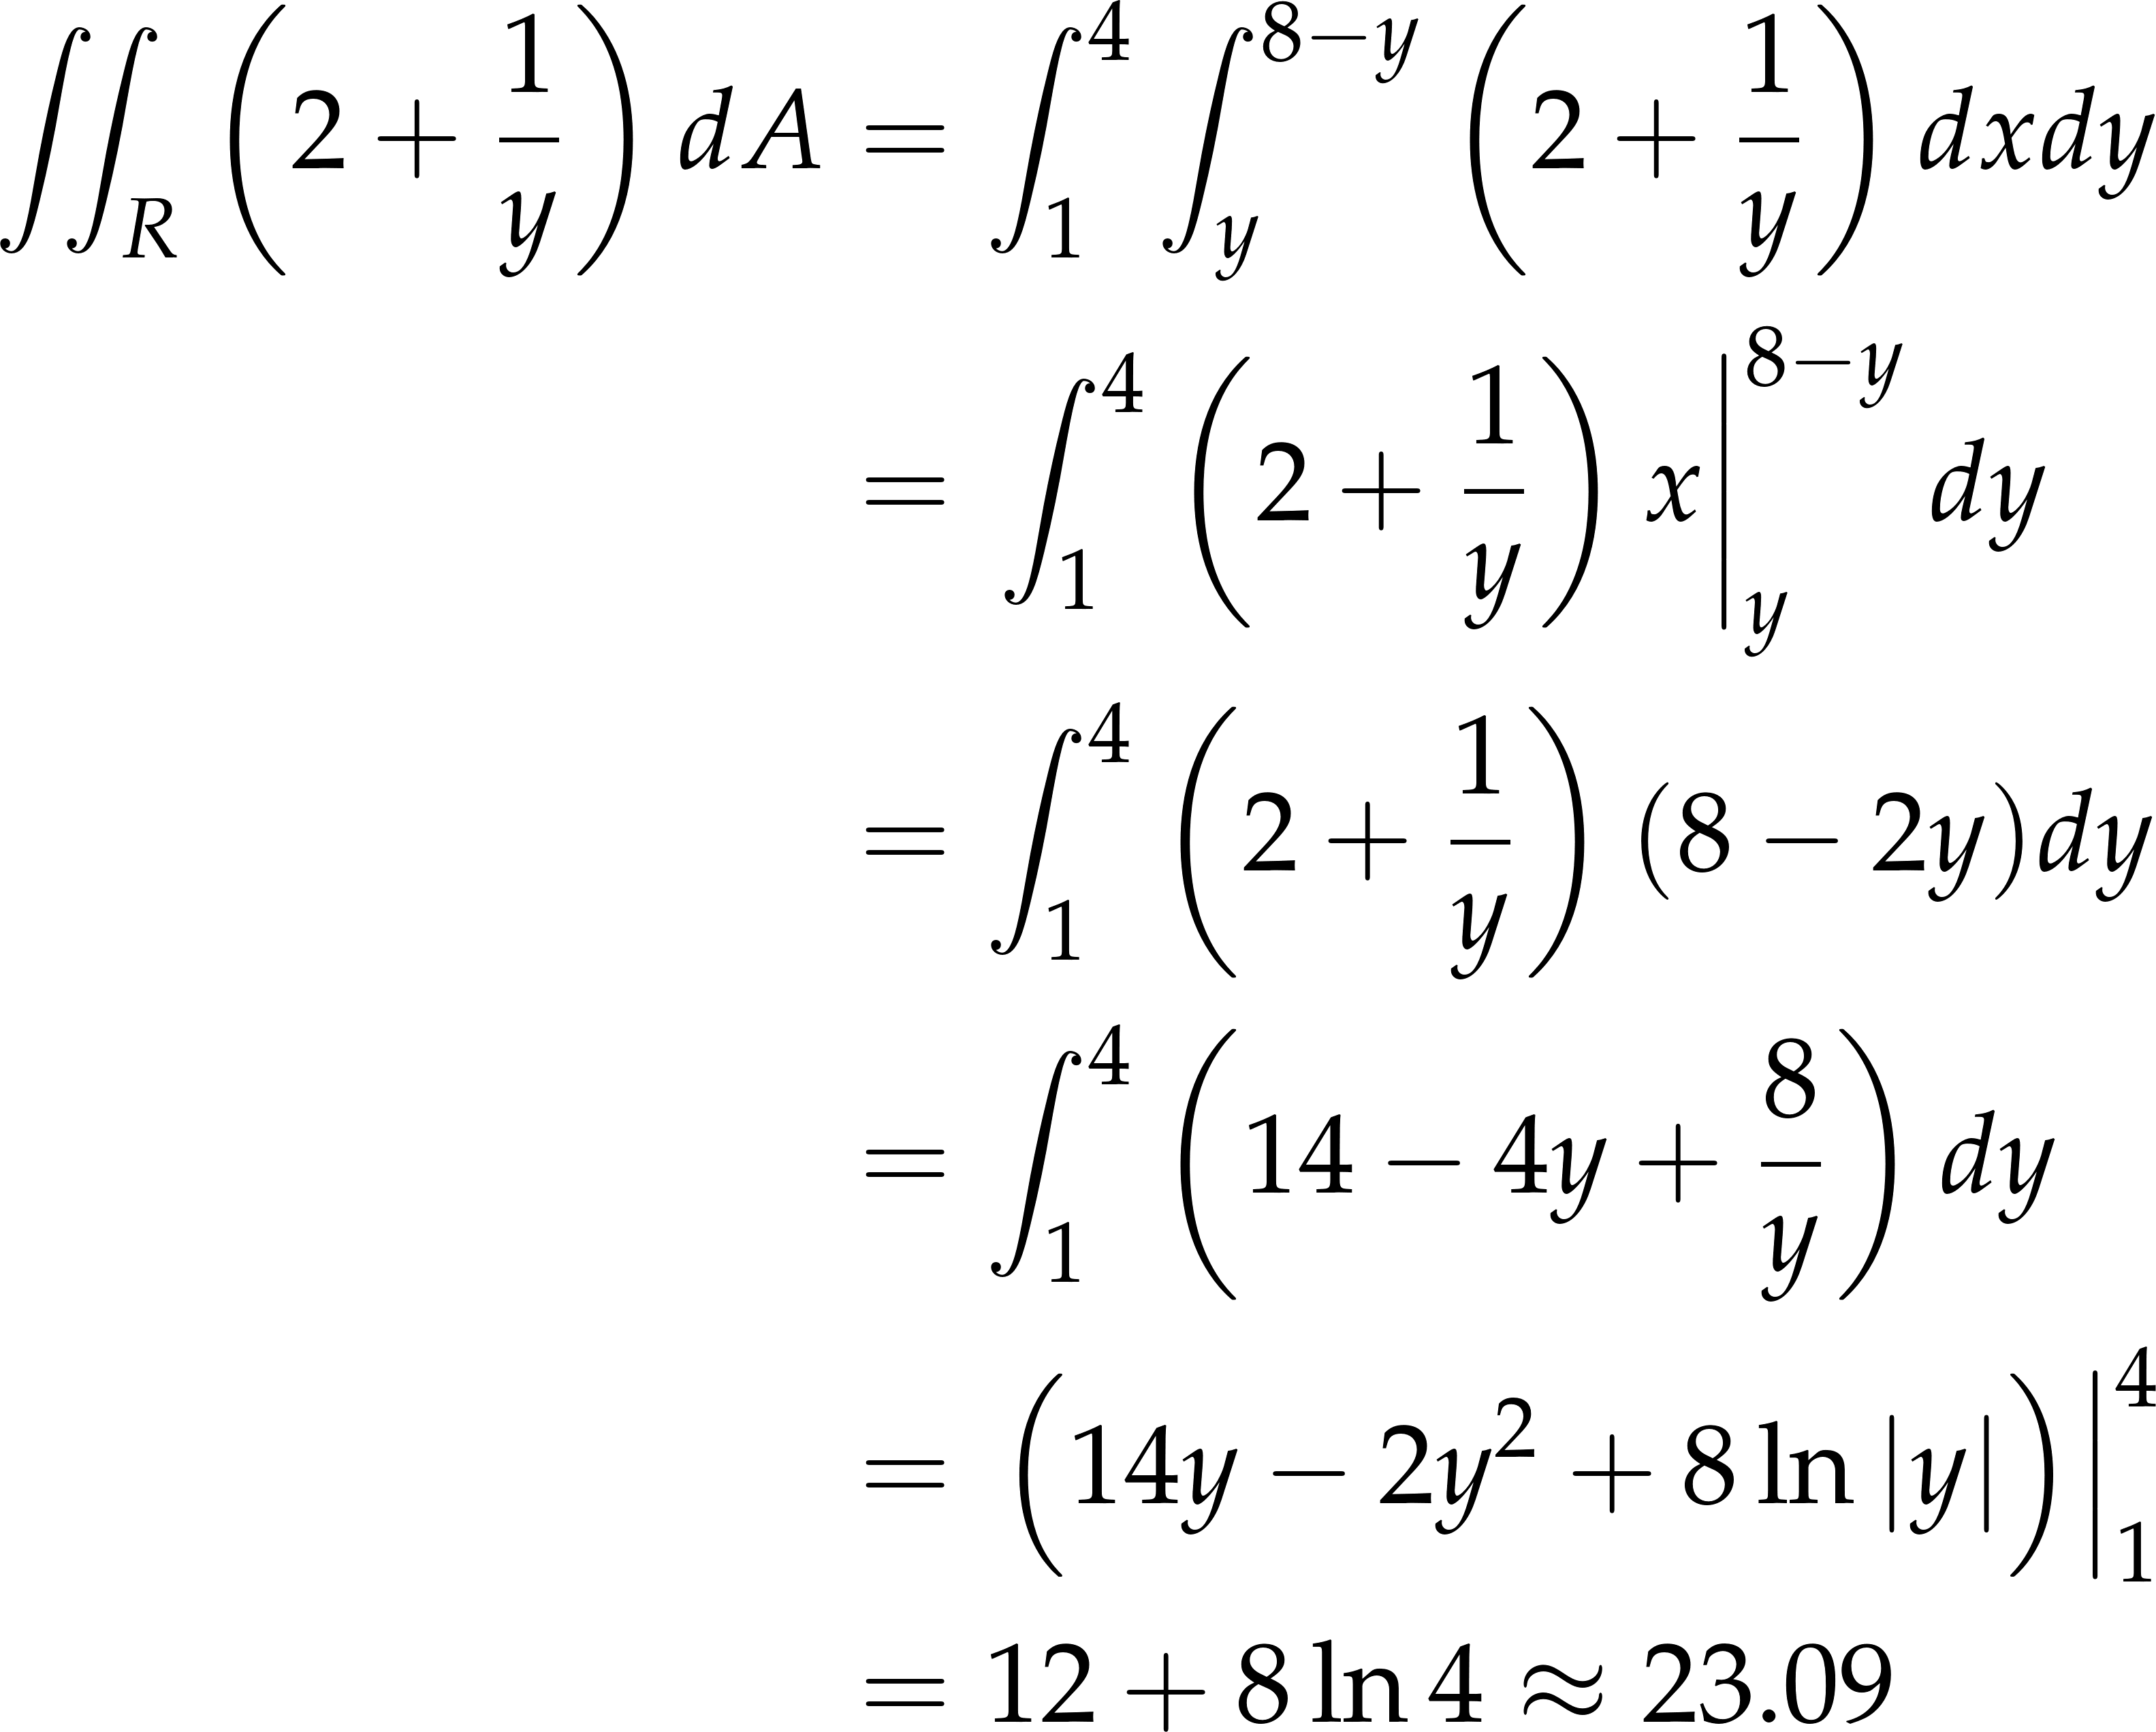 ∬_R (2 + 1/y) dA = ∫_1^4 ∫_y^{8−y} (2 + 1/y) dxdy
= ∫_1^4 (2 + 1/y) x |_y^{8−y} dy
= ∫_1^4 (2 + 1/y) (8 − 2y)dy
= ∫_1^4 (14 − 4y + 8/y) dy
= (14y − 2y² + 8 ln |y|) |_1^4
= 12 + 8 ln 4 ≈ 23.09